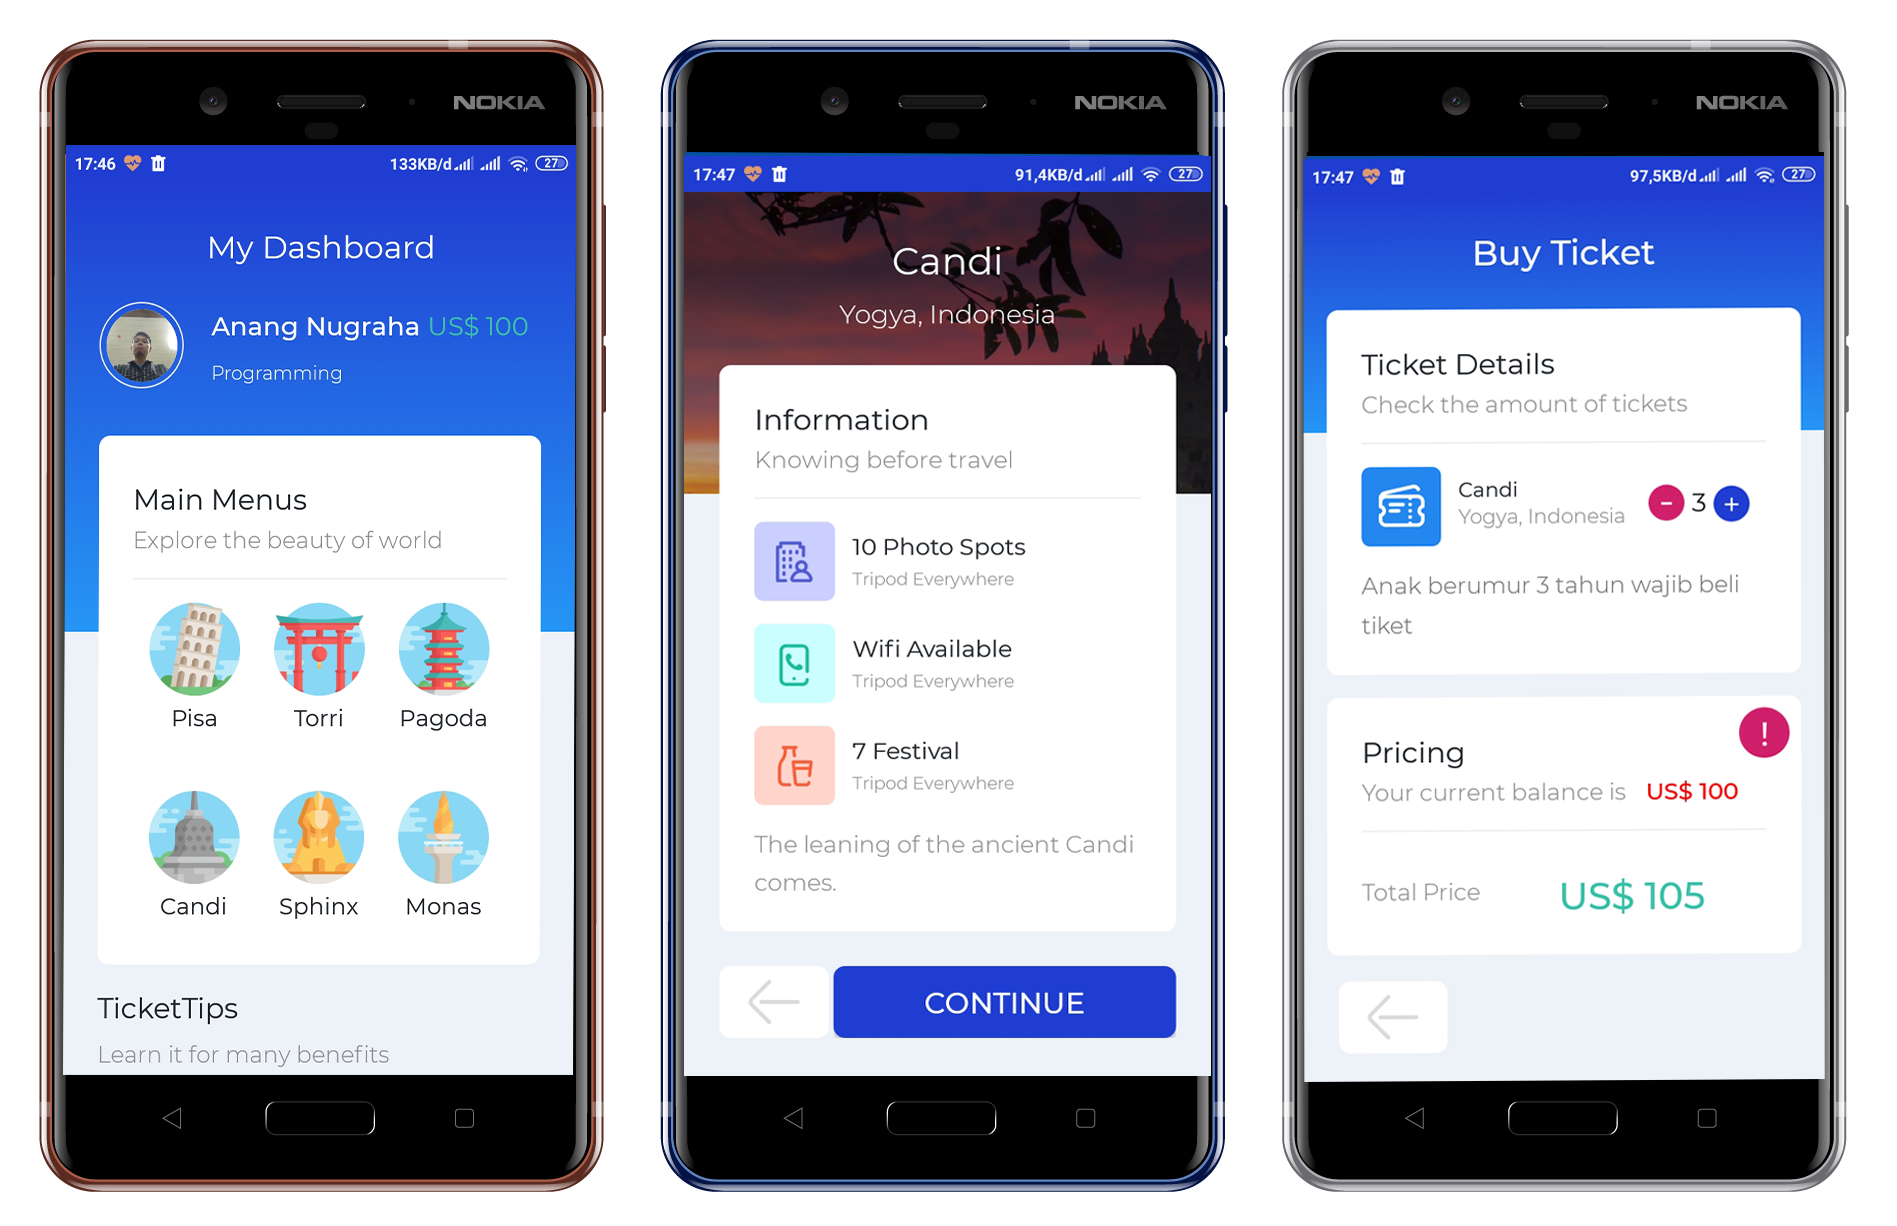 NOKIA
17:46
133KB/d
27
My Dashboard
Anang Nugraha US$ 100
Programming
Main Menus
Explore the beauty of world
Pisa Torri Pagoda
Candi Sphinx Monas
TicketTips
Learn it for many benefits
NOKIA
17:47
91,4KB/d
27
Candi
Yogya, Indonesia
Information
Knowing before travel
10 Photo Spots
Tripod Everywhere
Wifi Available
Tripod Everywhere
7 Festival
Tripod Everywhere
The leaning of the ancient Candi
comes.
CONTINUE
NOKIA
17:47
97,5KB/d
27
Buy Ticket
Ticket Details
Check the amount of tickets
Candi
Yogya, Indonesia
- 3 +
Anak berumur 3 tahun wajib beli
tiket
!
Pricing
Your current balance is US$ 100
Total Price US$ 105